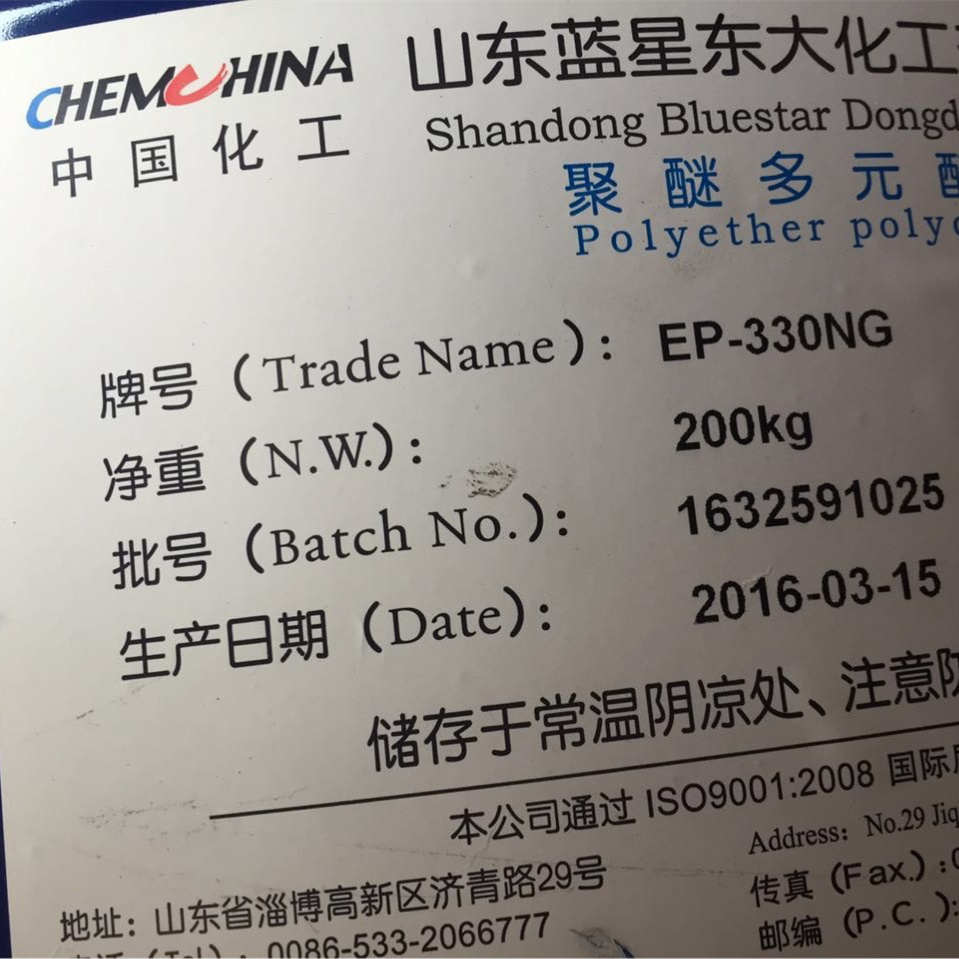 CHEMCHINA
中国化工
山东蓝星东大化工
Shandong Bluestar Dongd
聚醚多元
Polyether polyo
牌号（Trade Name）： EP-330NG
净重（N.W.）： 200kg
批号（Batch No.）： 1632591025
生产日期（Date）： 2016-03-15
储存于常温阴凉处、注意防
本公司通过 ISO9001:2008 国际
Address: No.29 Jiq
地址：山东省淄博高新区济青路29号
传真（Fax.）:0
0086-533-2066777
邮编（P.C.）: